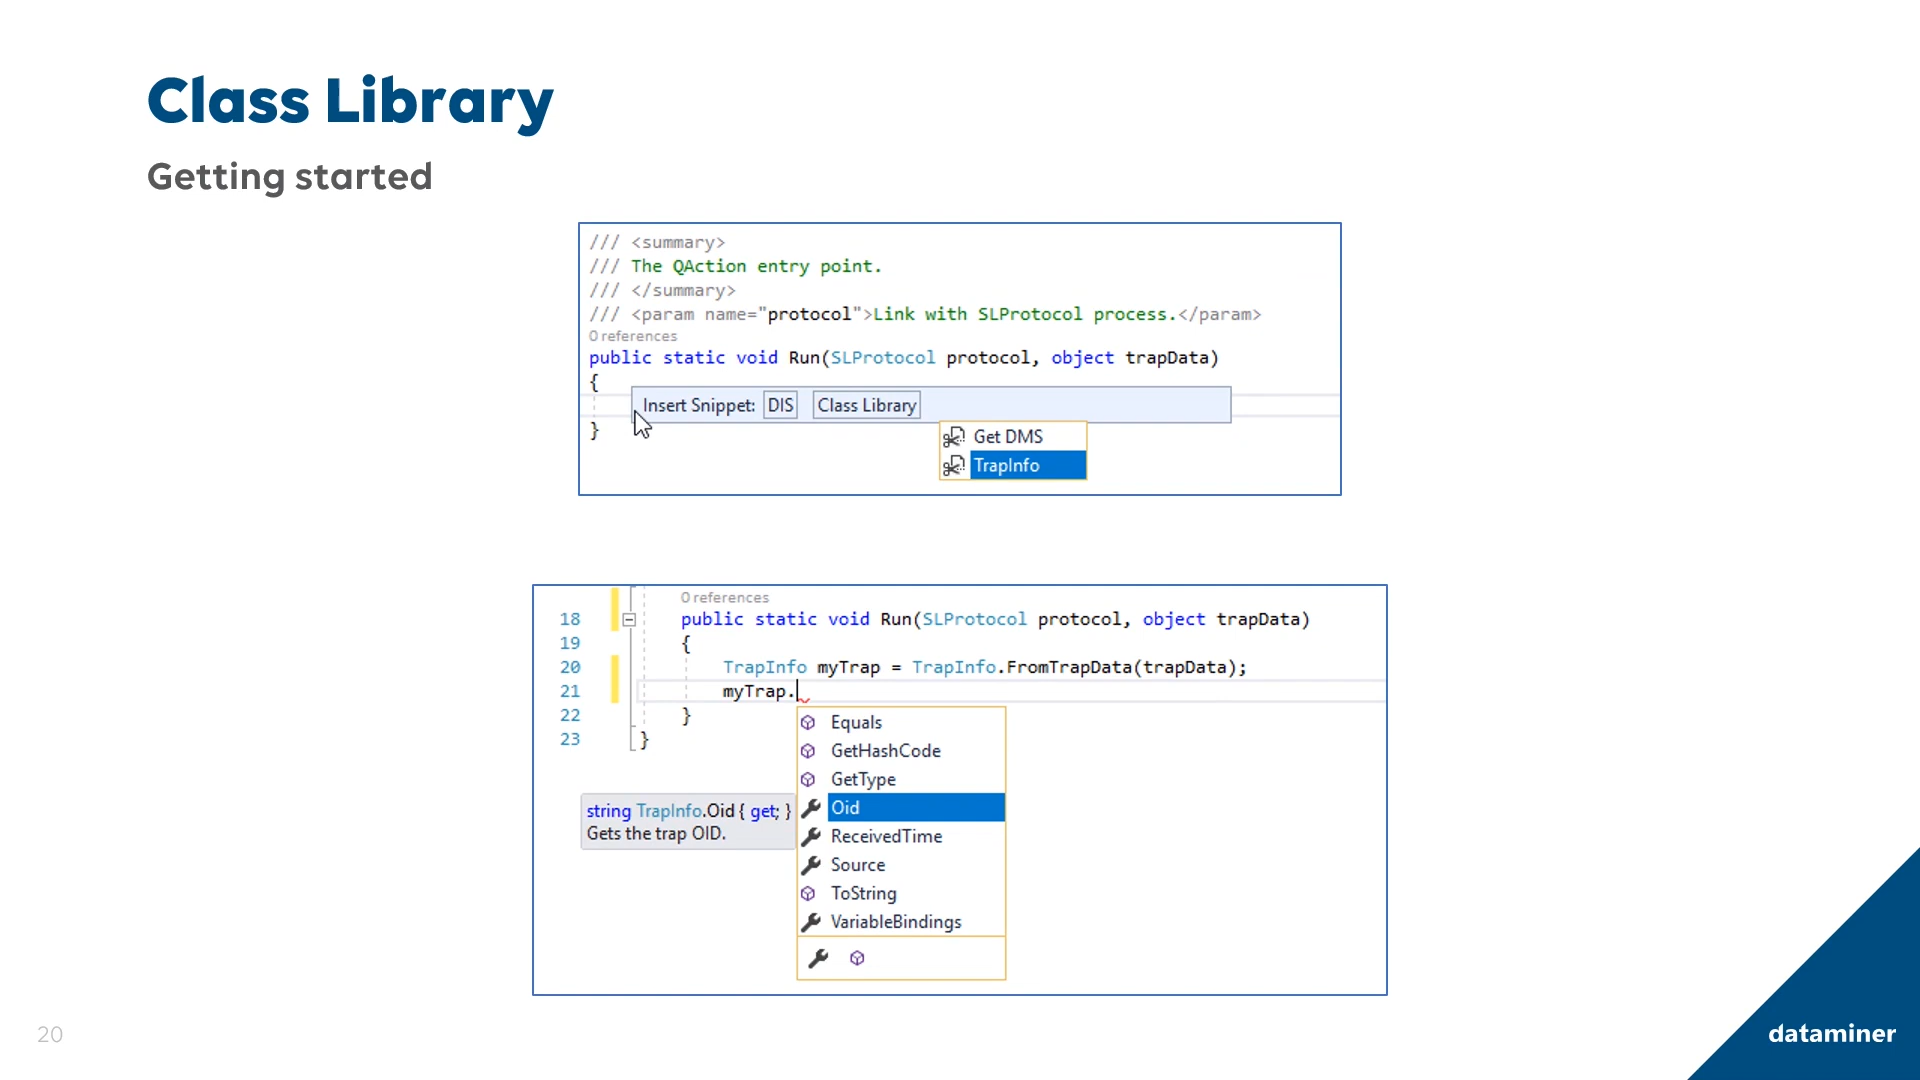 Class Library
Getting started
/// <summary>
/// The QAction entry point.
/// </summary>
/// <param name="protocol">Link with SLProtocol process.</param>
0 references
public static void Run(SLProtocol protocol, object trapData)
{
Insert Snippet: DIS Class Library
}
Get DMS
TrapInfo
0 references
18 public static void Run(SLProtocol protocol, object trapData)
19 {
20 TrapInfo myTrap = TrapInfo.FromTrapData(trapData);
21 myTrap.
22 }
23 }
Equals
GetHashCode
GetType
Oid
string TrapInfo.Oid { get; }
Gets the trap OID.
ReceivedTime
Source
ToString
VariableBindings
20
dataminer